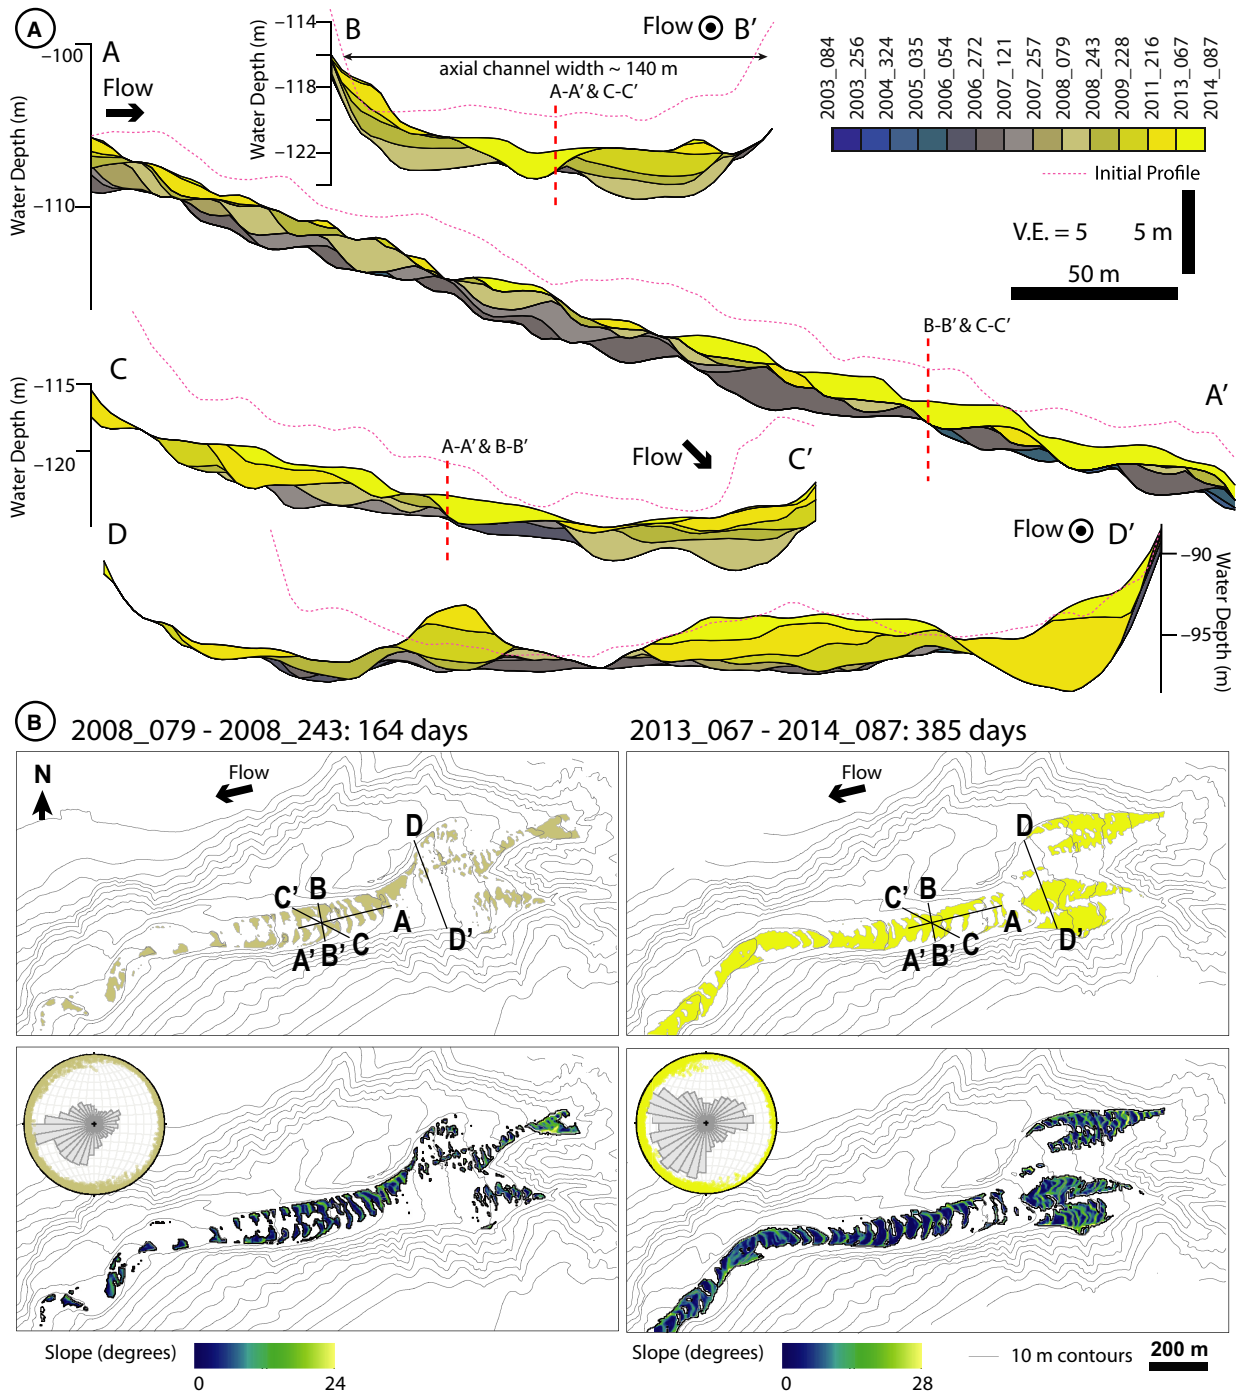 A
A
Flow
−100
−110
Water Depth (m)
B
Flow
B’
−114
−118
−122
Water Depth (m)
axial channel width ~ 140 m
A-A’ & C-C’
2003_084
2003_256
2004_324
2005_035
2006_054
2006_272
2007_121
2007_257
2008_079
2008_243
2009_228
2011_216
2013_067
2014_087
Initial Profile
V.E. = 5
5 m
50 m
B-B’ & C-C’
A’
C
−115
−120
Water Depth (m)
A-A’ & B-B’
Flow
C’
D
Flow
D’
−90
−95
Water Depth (m)
B
2008_079 - 2008_243: 164 days
2013_067 - 2014_087: 385 days
N
Flow
D
C’
B
A
A’
B’
C
D’
Flow
D
C’
B
A
A’
B’
C
D’
Slope (degrees)
0
24
Slope (degrees)
0
28
10 m contours
200 m